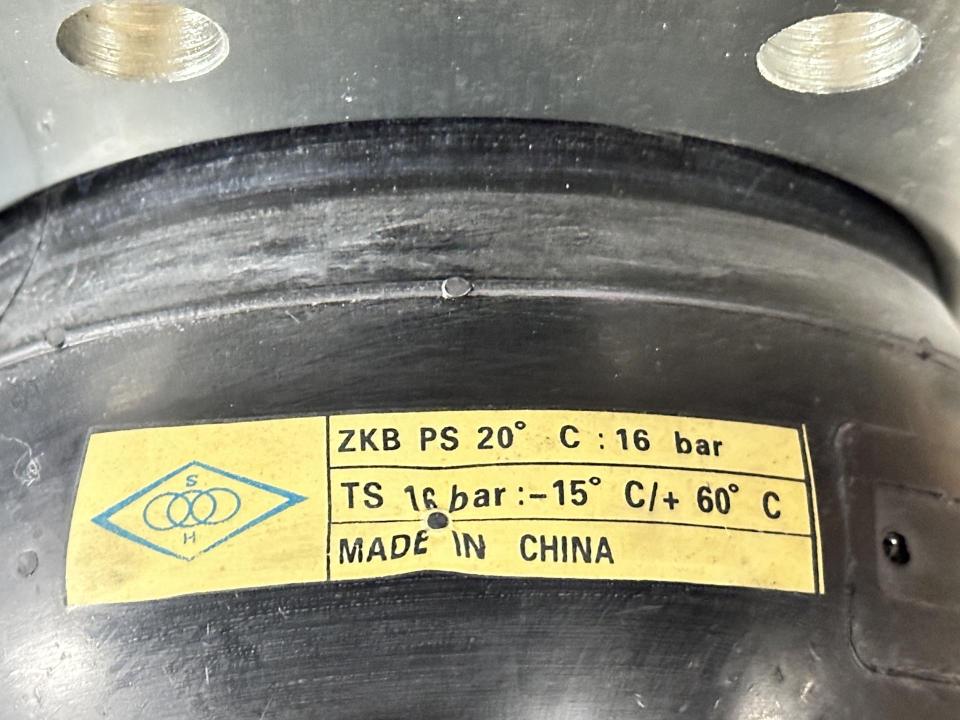 S
H
ZKB PS 20° C : 16 bar
TS 16 bar : -15° C/+ 60° C
MADE IN CHINA